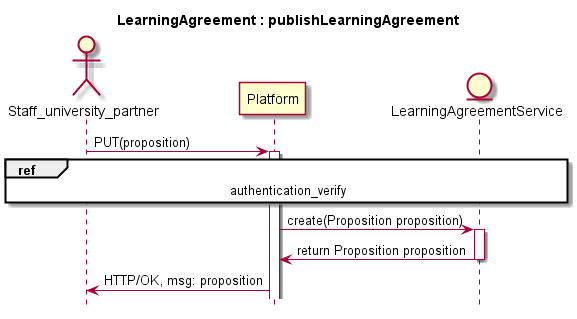 LearningAgreement : publishLearningAgreement
Staff_university_partner
Platform
LearningAgreementService
PUT(proposition)
ref
authentication_verify
create(Proposition proposition)
return Proposition proposition
HTTP/OK, msg: proposition